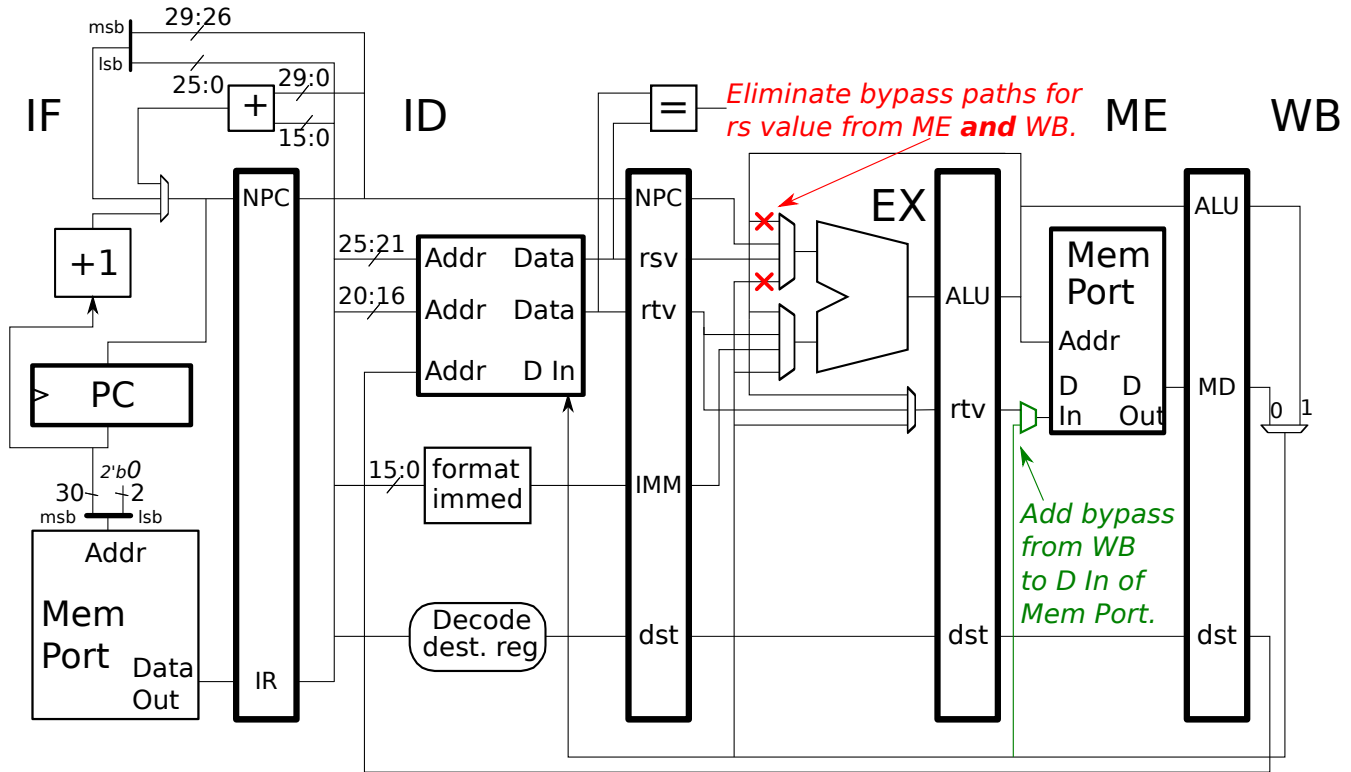 29:26
msb
lsb
25:0
29:0
+
15:0
IF
ID
=
Eliminate bypass paths for
rs value from ME and WB.
ME
WB
EX
NPC
NPC
ALU
+1
25:21
Addr
Data
rsv
20:16
Addr
Data
rtv
ALU
Mem
Port
Addr
PC
Addr
D In
D
In
D
Out
MD
0
1
rtv
2'b0
30
2
msb
lsb
15:0
format
immed
IMM
Add bypass
from WB
to D In of
Mem Port.
Addr
Mem
Port
Data
Out
IR
Decode
dest. reg
dst
dst
dst